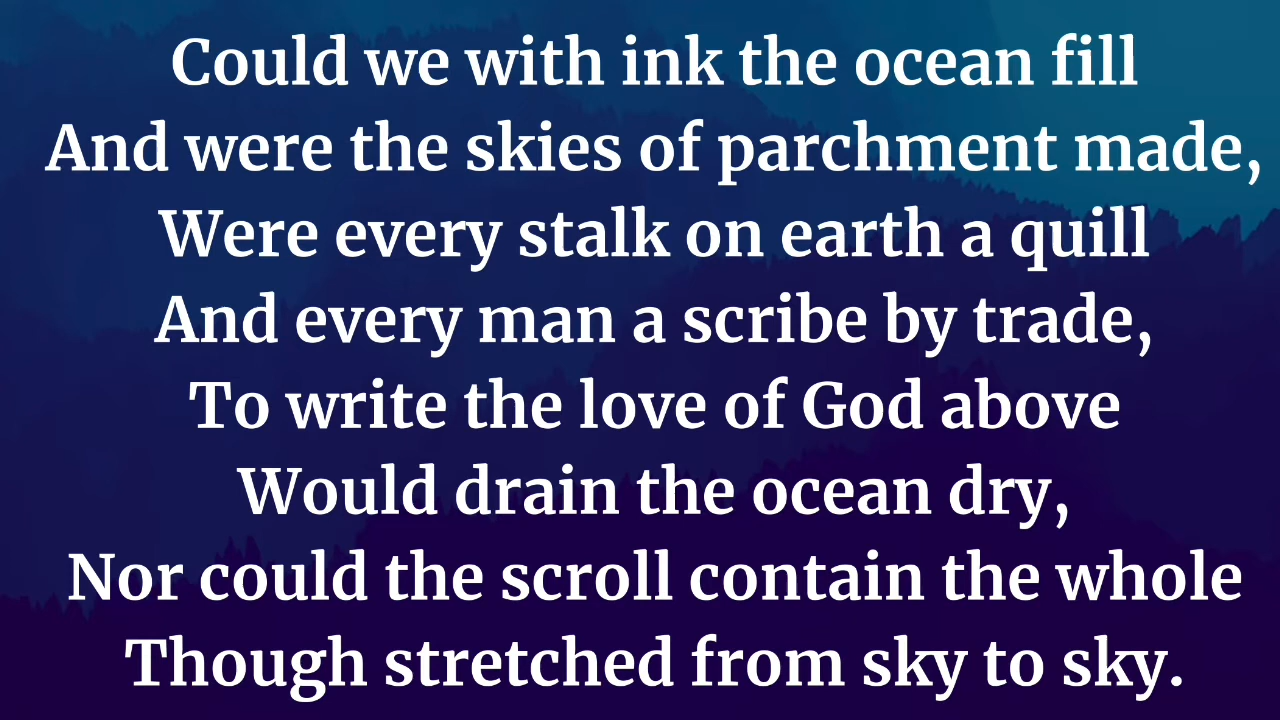 Could we with ink the ocean fill
And were the skies of parchment made,
Were every stalk on earth a quill
And every man a scribe by trade,
To write the love of God above
Would drain the ocean dry,
Nor could the scroll contain the whole
Though stretched from sky to sky.